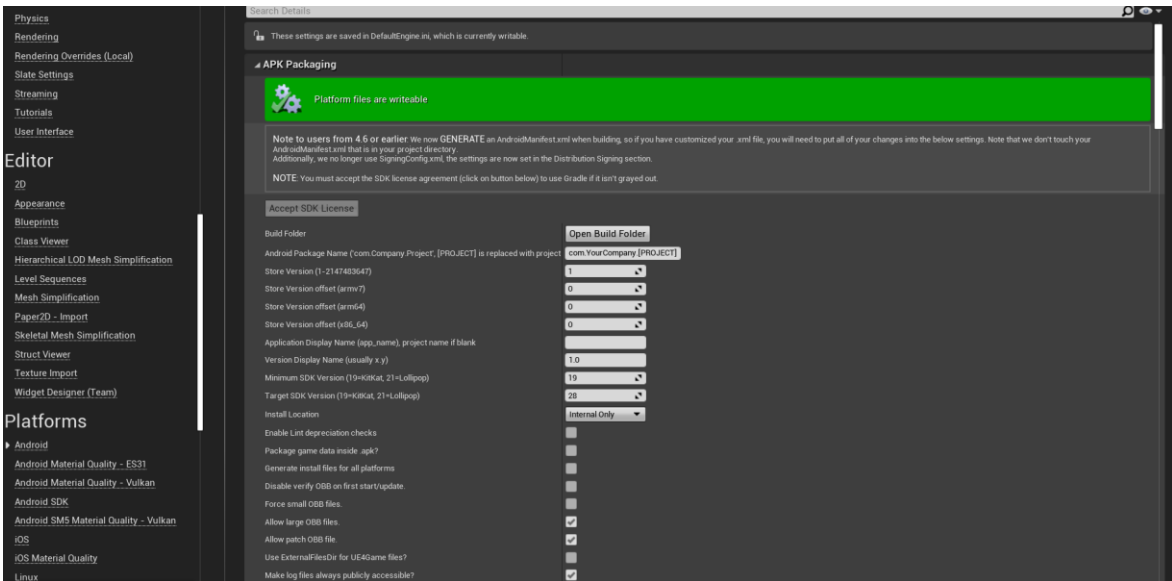 Physics
Rendering
Rendering Overrides (Local)
Slate Settings
Streaming
Tutorials
User Interface
Editor
2D
Appearance
Blueprints
Class Viewer
Hierarchical LOD Mesh Simplification
Level Sequences
Mesh Simplification
Paper2D - Import
Skeletal Mesh Simplification
Struct Viewer
Texture Import
Widget Designer (Team)
Platforms
Android
Android Material Quality - ES31
Android Material Quality - Vulkan
Android SDK
Android SM5 Material Quality - Vulkan
iOS
iOS Material Quality
Linux
Search Details
These settings are saved in DefaultEngine.ini, which is currently writable.
APK Packaging
Platform files are writeable
Note to users from 4.6 or earlier: We now GENERATE an AndroidManifest.xml when building, so if you have customized your .xml file, you will need to put all of your changes into the below settings. Note that we don't touch your
AndroidManifest.xml that is in your project directory.
Additionally, we no longer use SigningConfig.xml, the settings are now set in the Distribution Signing section.
NOTE: You must accept the SDK license agreement (click on button below) to use Gradle if it isn't grayed out.
Accept SDK License
Build Folder Open Build Folder
Android Package Name ('com.Company.Project', [PROJECT] is replaced with project com.YourCompany.[PROJECT]
Store Version (1-2147483647) 1
Store Version offset (armv7) 0
Store Version offset (arm64) 0
Store Version offset (x86_64) 0
Application Display Name (app_name), project name if blank
Version Display Name (usually x.y) 1.0
Minimum SDK Version (19=KitKat, 21=Lollipop) 19
Target SDK Version (19=KitKat, 21=Lollipop) 28
Install Location Internal Only
Enable Lint depreciation checks
Package game data inside .apk?
Generate install files for all platforms
Disable verify OBB on first start/update.
Force small OBB files.
Allow large OBB files.
Allow patch OBB file.
Use ExternalFilesDir for UE4Game files?
Make log files always publicly accessible?